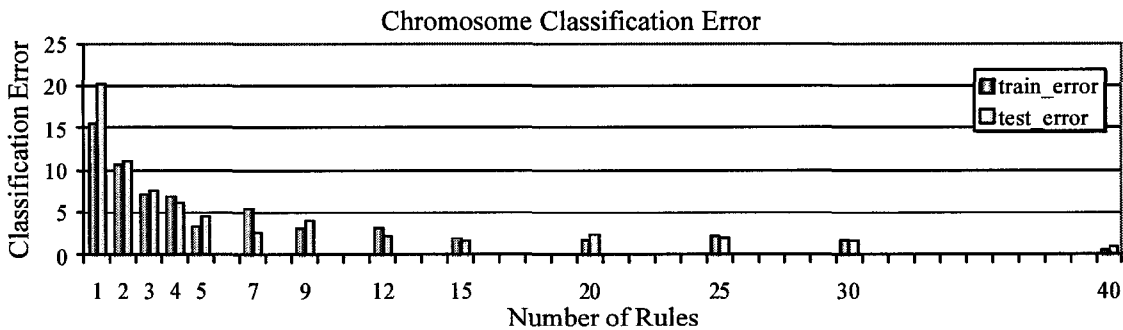 Chromosome Classification Error
Classification Error
25
20
15
10
5
0
train_error
test_error
1 2 3 4 5 7 9 12 15 20 25 30 40
Number of Rules